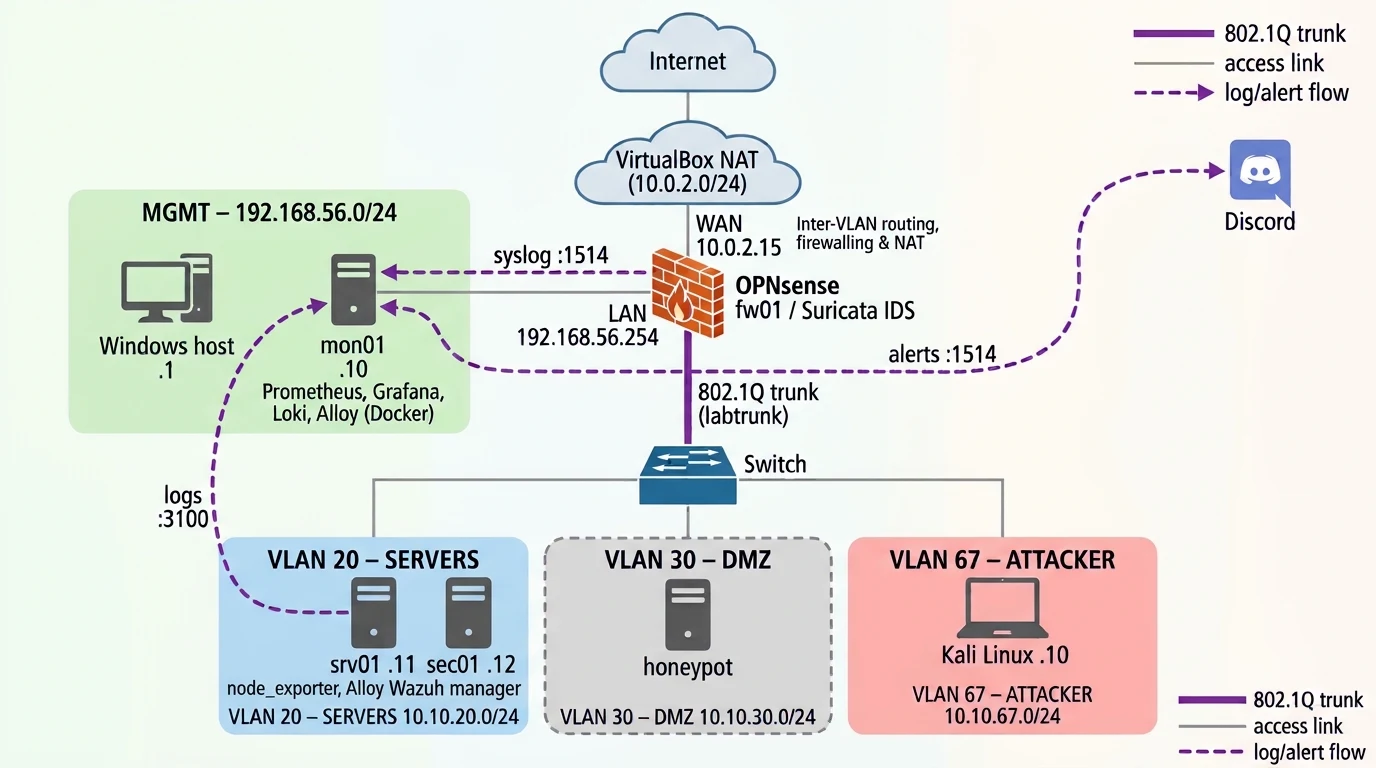 Internet
VirtualBox NAT
(10.0.2.0/24)
802.1Q trunk
access link
log/alert flow
Discord
MGMT – 192.168.56.0/24
Windows host
.1
mon01
.10
Prometheus, Grafana,
Loki, Alloy (Docker)
syslog :1514
WAN
10.0.2.15
Inter-VLAN routing,
firewalling & NAT
OPNsense
fw01 / Suricata IDS
LAN
192.168.56.254
alerts :1514
802.1Q trunk
(labtrunk)
Switch
logs
:3100
VLAN 20 – SERVERS
srv01 .11
sec01 .12
node_exporter, Alloy Wazuh manager
VLAN 20 – SERVERS 10.10.20.0/24
VLAN 30 – DMZ
honeypot
VLAN 30 – DMZ 10.10.30.0/24
VLAN 67 – ATTACKER
Kali Linux .10
VLAN 67 – ATTACKER
10.10.67.0/24
802.1Q trunk
access link
log/alert flow